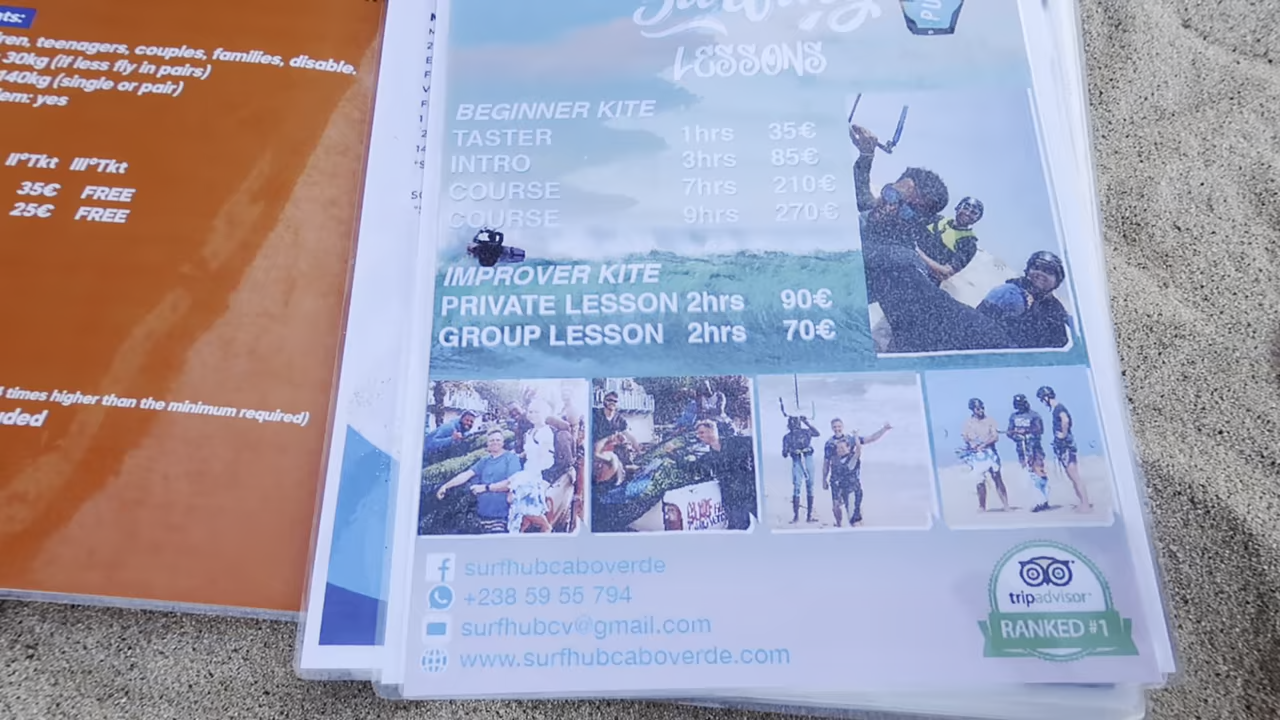 nts:
ren, teenagers, couples, families, disable.
30kg (if less fly in pairs)
140kg (single or pair)
em: yes
II°Tkt III°Tkt
35€ FREE
25€ FREE
times higher than the minimum required)
uded
LESSONS
BEGINNER KITE
TASTER 1hrs 35€
INTRO 3hrs 85€
COURSE 7hrs 210€
COURSE 9hrs 270€
IMPROVER KITE
PRIVATE LESSON 2hrs 90€
GROUP LESSON 2hrs 70€
surfhubcaboverde
+238 59 55 794
surfhubcv@gmail.com
www.surfhubcaboverde.com
tripadvisor
RANKED #1